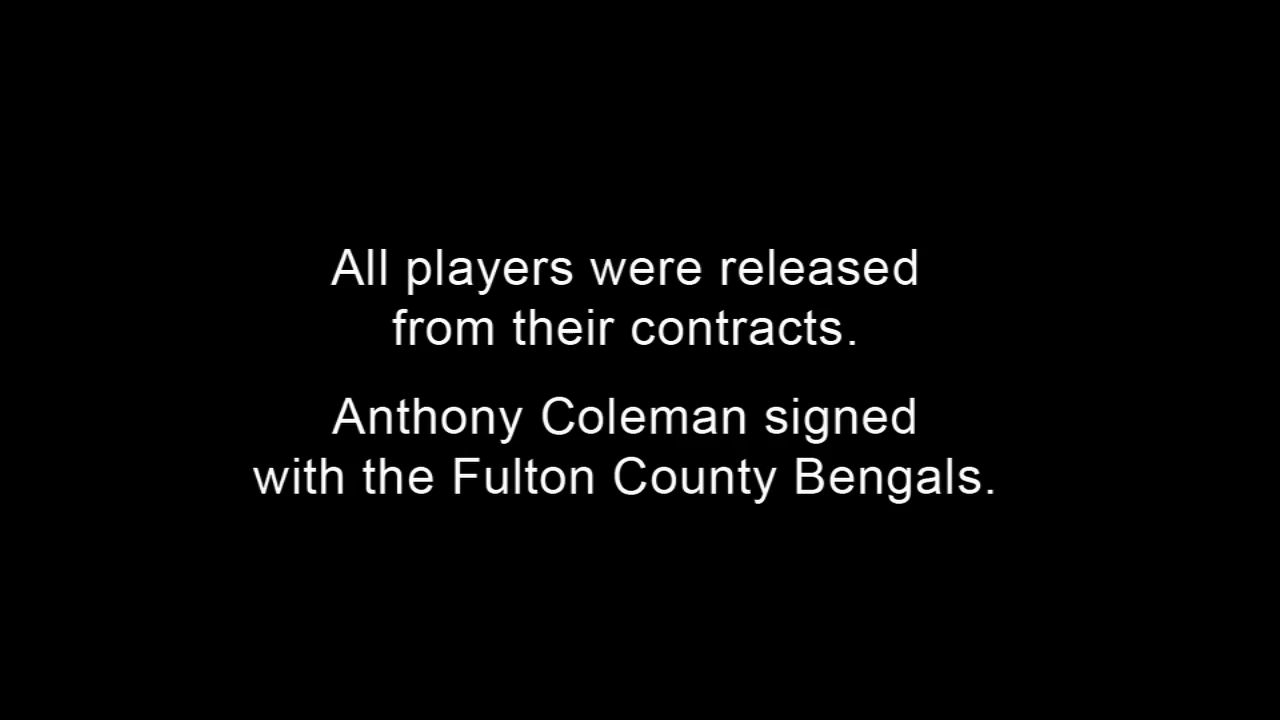 All players were released
from their contracts.
Anthony Coleman signed
with the Fulton County Bengals.